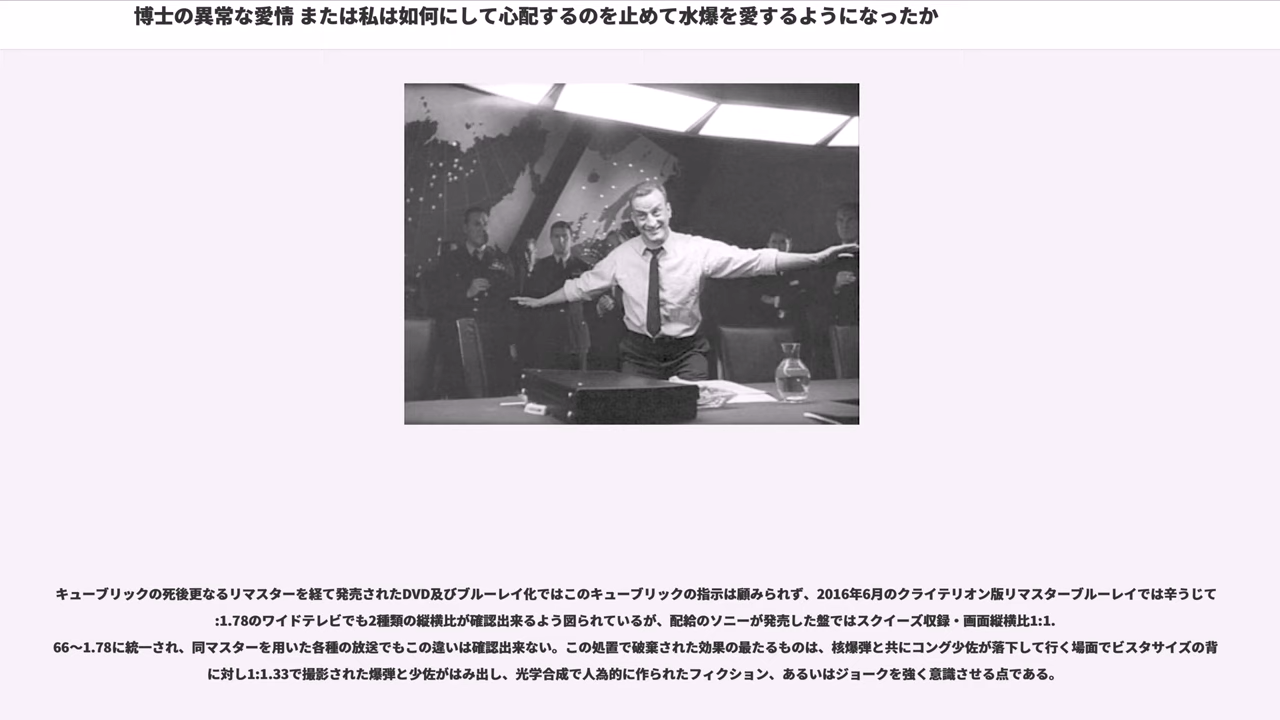 博士の異常な愛情 または私は如何にして心配するのを止めて水爆を愛するようになったか
キューブリックの死後更なるリマスターを経て発売されたDVD及びブルーレイ化ではこのキューブリックの指示は顧みられず、2016年6月のクライテリオン版リマスターブルーレイでは辛うじて
:1.78のワイドテレビでも2種類の縦横比が確認出来るよう図られているが、配給のソニーが発売した盤ではスクイーズ収録・画面縦横比1:1.
66〜1.78に統一され、同マスターを用いた各種の放送でもこの違いは確認出来ない。この処置で破棄された効果の最たるものは、核爆弾と共にコング少佐が落下して行く場面でビスタサイズの背
に対し1:1.33で撮影された爆弾と少佐がはみ出し、光学合成で人為的に作られたフィクション、あるいはジョークを強く意識させる点である。